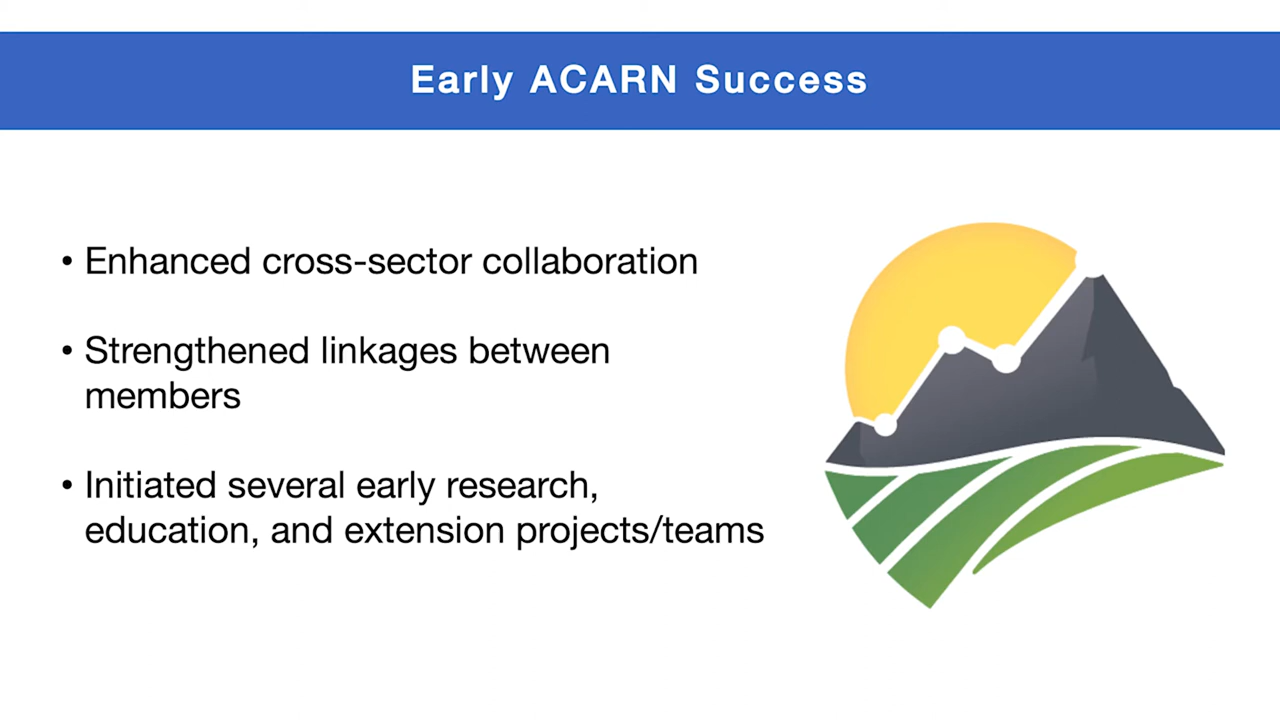 Early ACARN Success
• Enhanced cross-sector collaboration
• Strengthened linkages between
members
• Initiated several early research,
education, and extension projects/teams